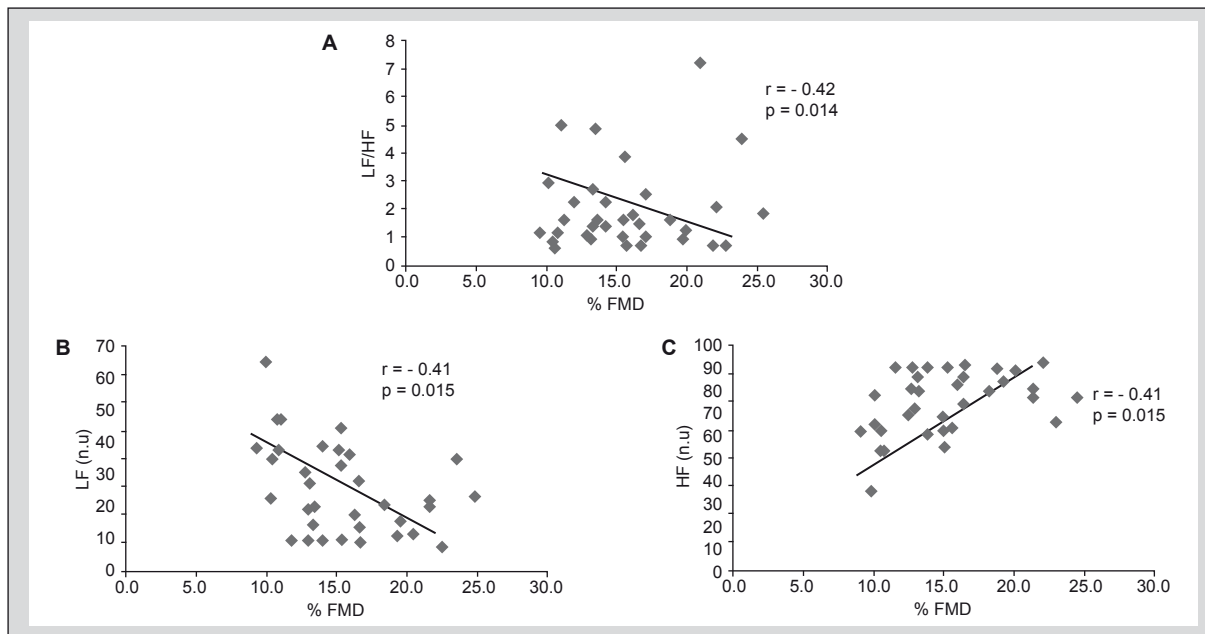 A
8
7
6
5
4
3
2
1
0
LF/HF
r = - 0.42
p = 0.014
0.0 5.0 10.0 15.0 20.0 25.0 30.0
% FMD
B
70
60
50
40
30
20
10
0
LF (n.u)
r = - 0.41
p = 0.015
0.0 5.0 10.0 15.0 20.0 25.0 30.0
% FMD
C
100
90
80
70
60
50
40
30
20
10
0
HF (n.u)
r = - 0.41
p = 0.015
0.0 5.0 10.0 15.0 20.0 25.0 30.0
% FMD